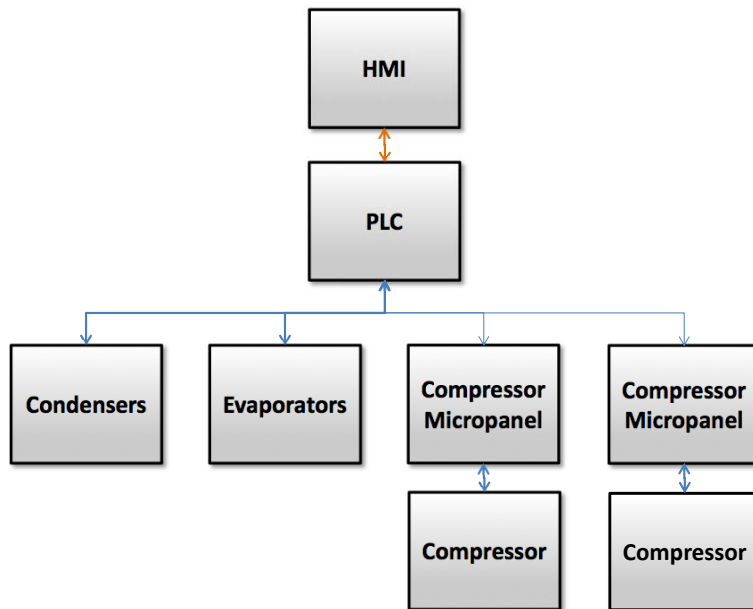 HMI
PLC
Condensers
Evaporators
Compressor
Micropanel
Compressor
Micropanel
Compressor
Compressor